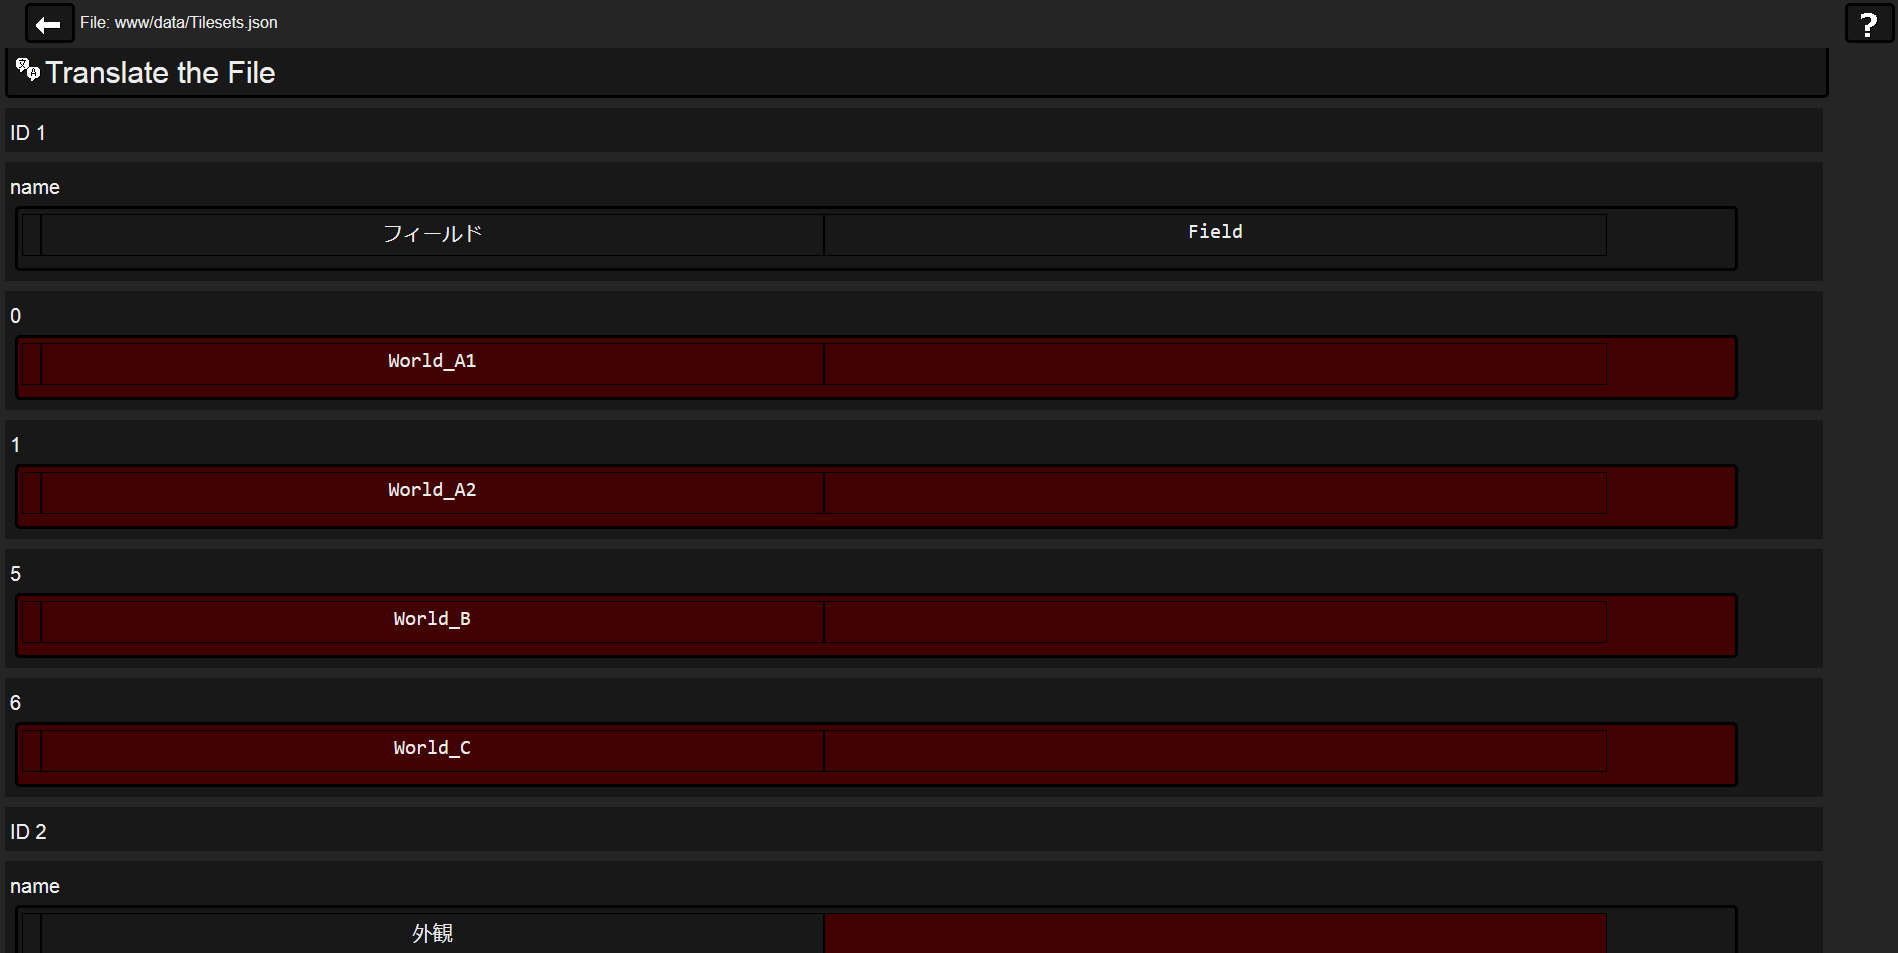 File: www/data/Tilesets.json
?
Translate the File
ID 1
name
フィールド
Field
0
World_A1
1
World_A2
5
World_B
6
World_C
ID 2
name
外観